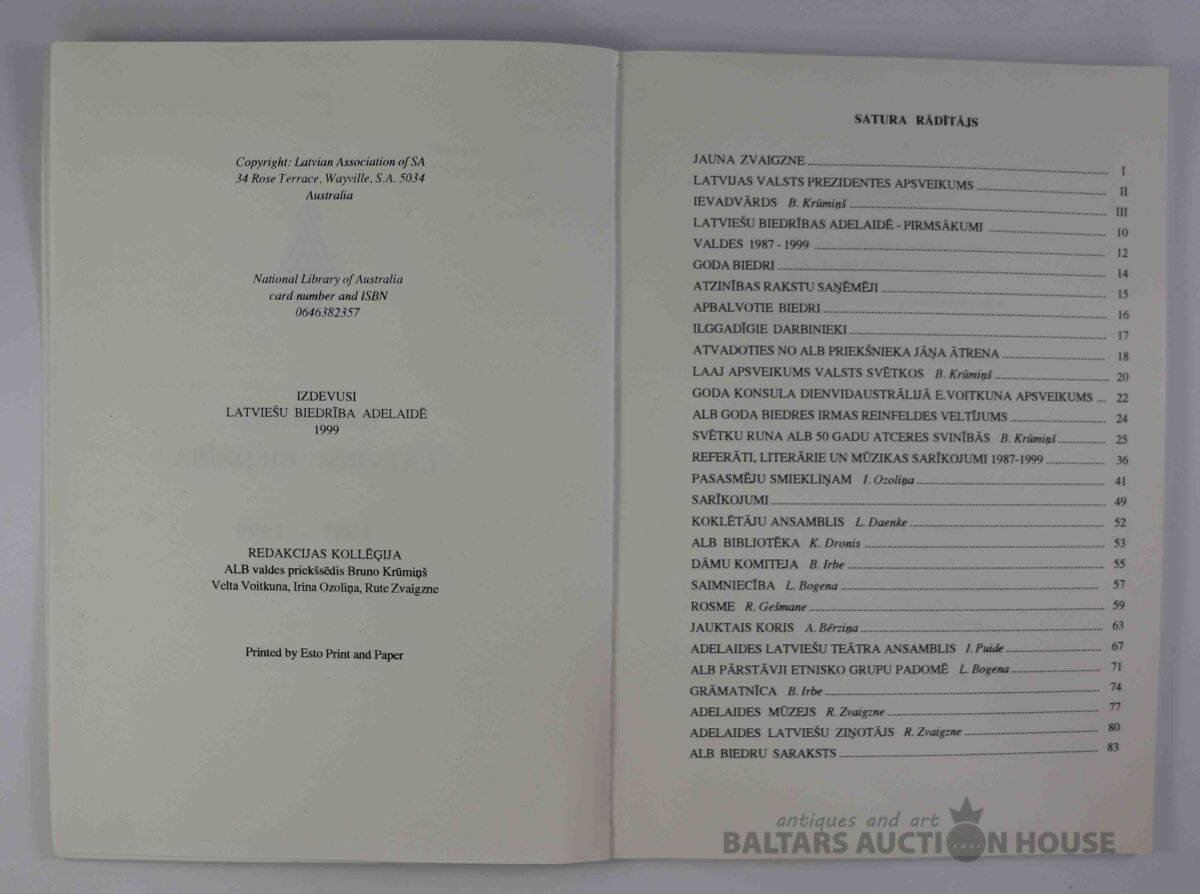 Copyright: Latvian Association of SA
34 Rose Terrace, Wayville, S.A. 5034
Australia
National Library of Australia
card number and ISBN
0646382357
IZDEVUSI
LATVIEŠU BIEDRĪBA ADELAIDĒ
1999
REDAKCIJAS KOLLĒĢIJA
ALB valdes priekšsēdis Bruno Krūmiņš
Velta Voitkuna, Irina Ozoliņa, Rute Zvaigzne
Printed by Esto Print and Paper
SATURA RĀDĪTĀJS
JAUNA ZVAIGZNE ........ I
LATVIJAS VALSTS PREZIDENTES APSVEIKUMS ........ II
IEVADVĀRDS B. Krūmiņš ........ III
LATVIEŠU BIEDRĪBAS ADELAIDĒ - PIRMSĀKUMI ........ 10
VALDES 1987 - 1999 ........ 12
GODA BIEDRI ........ 14
ATZINĪBAS RAKSTU SAŅĒMĒJI ........ 15
APBALVOTIE BIEDRI ........ 16
ILGGADĪGIE DARBINIEKI ........ 17
ATVADOTIES NO ALB PRIEKŠNIEKA JĀŅA ĀTRENA ........ 18
LAAJ APSVEIKUMS VALSTS SVĒTKOS B. Krūmiņš ........ 20
GODA KONSULA DIENVIDAUSTRĀLIJĀ E.VOITKUNA APSVEIKUMS ... 22
ALB GODA BIEDRES IRMAS REINFELDES VELTĪJUMS ........ 24
SVĒTKU RUNA ALB 50 GADU ATCERES SVINĪBĀS B. Krūmiņš ........ 25
REFERĀTI, LITERĀRIE UN MŪZIKAS SARĪKOJUMI 1987-1999 ........ 36
PASASMĒJU SMIEKLIŅAM I. Ozoliņa ........ 41
SARĪKOJUMI ........ 49
KOKLĒTĀJU ANSAMBLIS L. Daenke ........ 52
ALB BIBLIOTĒKA K. Dronis ........ 53
DĀMU KOMITEJA B. Irbe ........ 55
SAIMNIECĪBA L. Bogena ........ 57
ROSME R. Gešmane ........ 59
JAUKTAIS KORIS A. Bērziņa ........ 63
ADELAIDES LATVIEŠU TEĀTRA ANSAMBLIS I. Puide ........ 67
ALB PĀRSTĀVJI ETNISKO GRUPU PADOMĒ L. Bogena ........ 71
GRĀMATNĪCA B. Irbe ........ 74
ADELAIDES MŪZEJS R. Zvaigzne ........ 77
ADELAIDES LATVIEŠU ZIŅOTĀJS R. Zvaigzne ........ 80
ALB BIEDRU SARAKSTS ........ 83
antiques and art
BALTARS AUCTION HOUSE